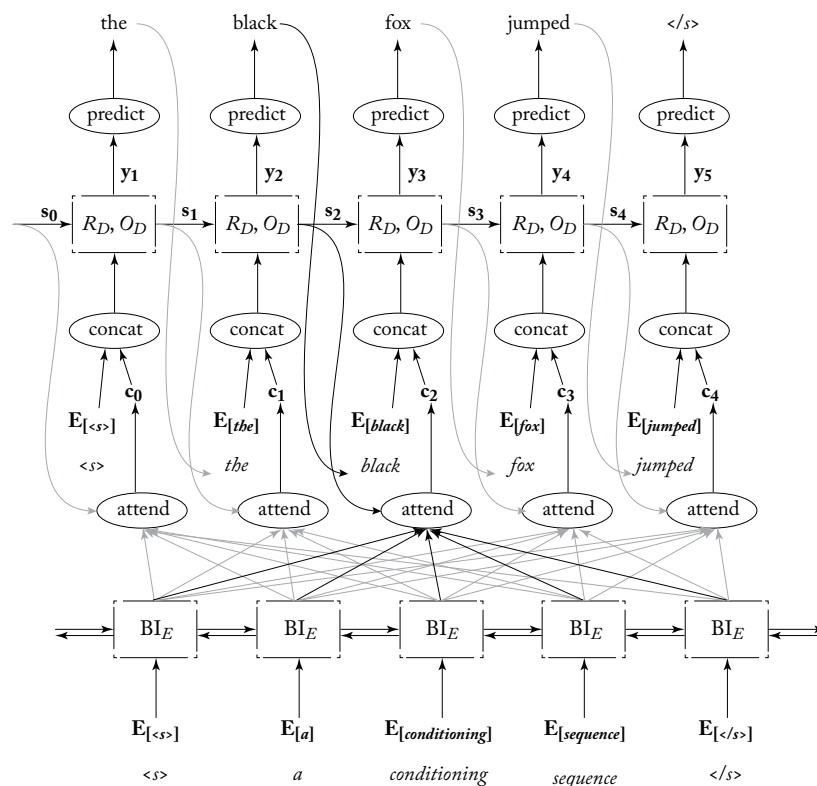 the black fox jumped </s>
predict predict predict predict predict
y1 y2 y3 y4 y5
s0 s1 s2 s3 s4
RD, OD RD, OD RD, OD RD, OD RD, OD
concat concat concat concat concat
c0 c1 c2 c3 c4
E[<s>] E[the] E[black] E[fox] E[jumped]
<s> the black fox jumped
attend attend attend attend attend
BIE BIE BIE BIE BIE
E[<s>] E[a] E[conditioning] E[sequence] E[</s>]
<s> a conditioning sequence </s>